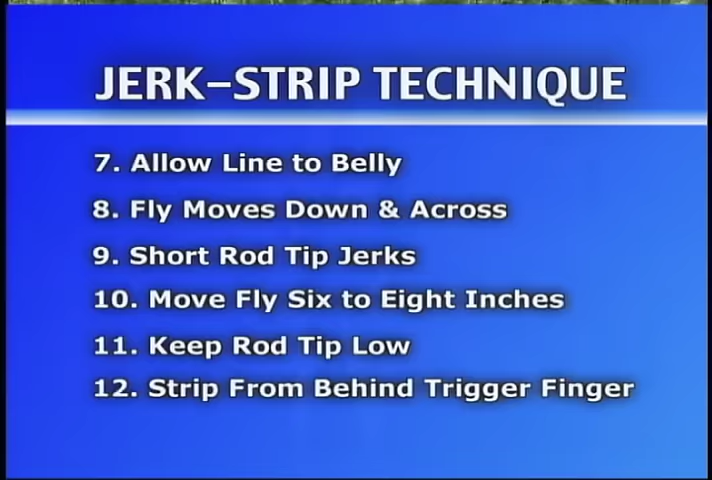 JERK–STRIP TECHNIQUE
7. Allow Line to Belly
8. Fly Moves Down & Across
9. Short Rod Tip Jerks
10. Move Fly Six to Eight Inches
11. Keep Rod Tip Low
12. Strip From Behind Trigger Finger